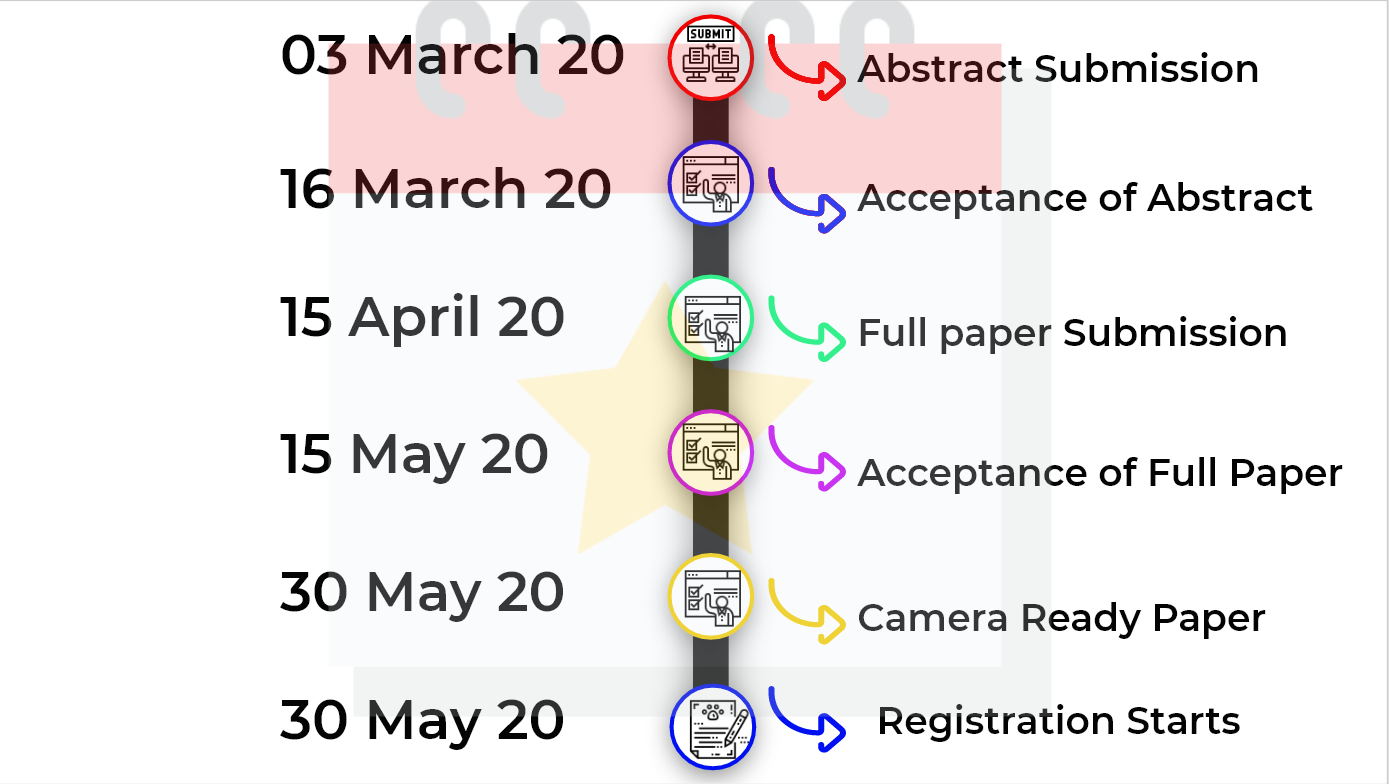 03 March 20
SUBMIT
Abstract Submission
16 March 20
Acceptance of Abstract
15 April 20
Full paper Submission
15 May 20
Acceptance of Full Paper
30 May 20
Camera Ready Paper
30 May 20
Registration Starts